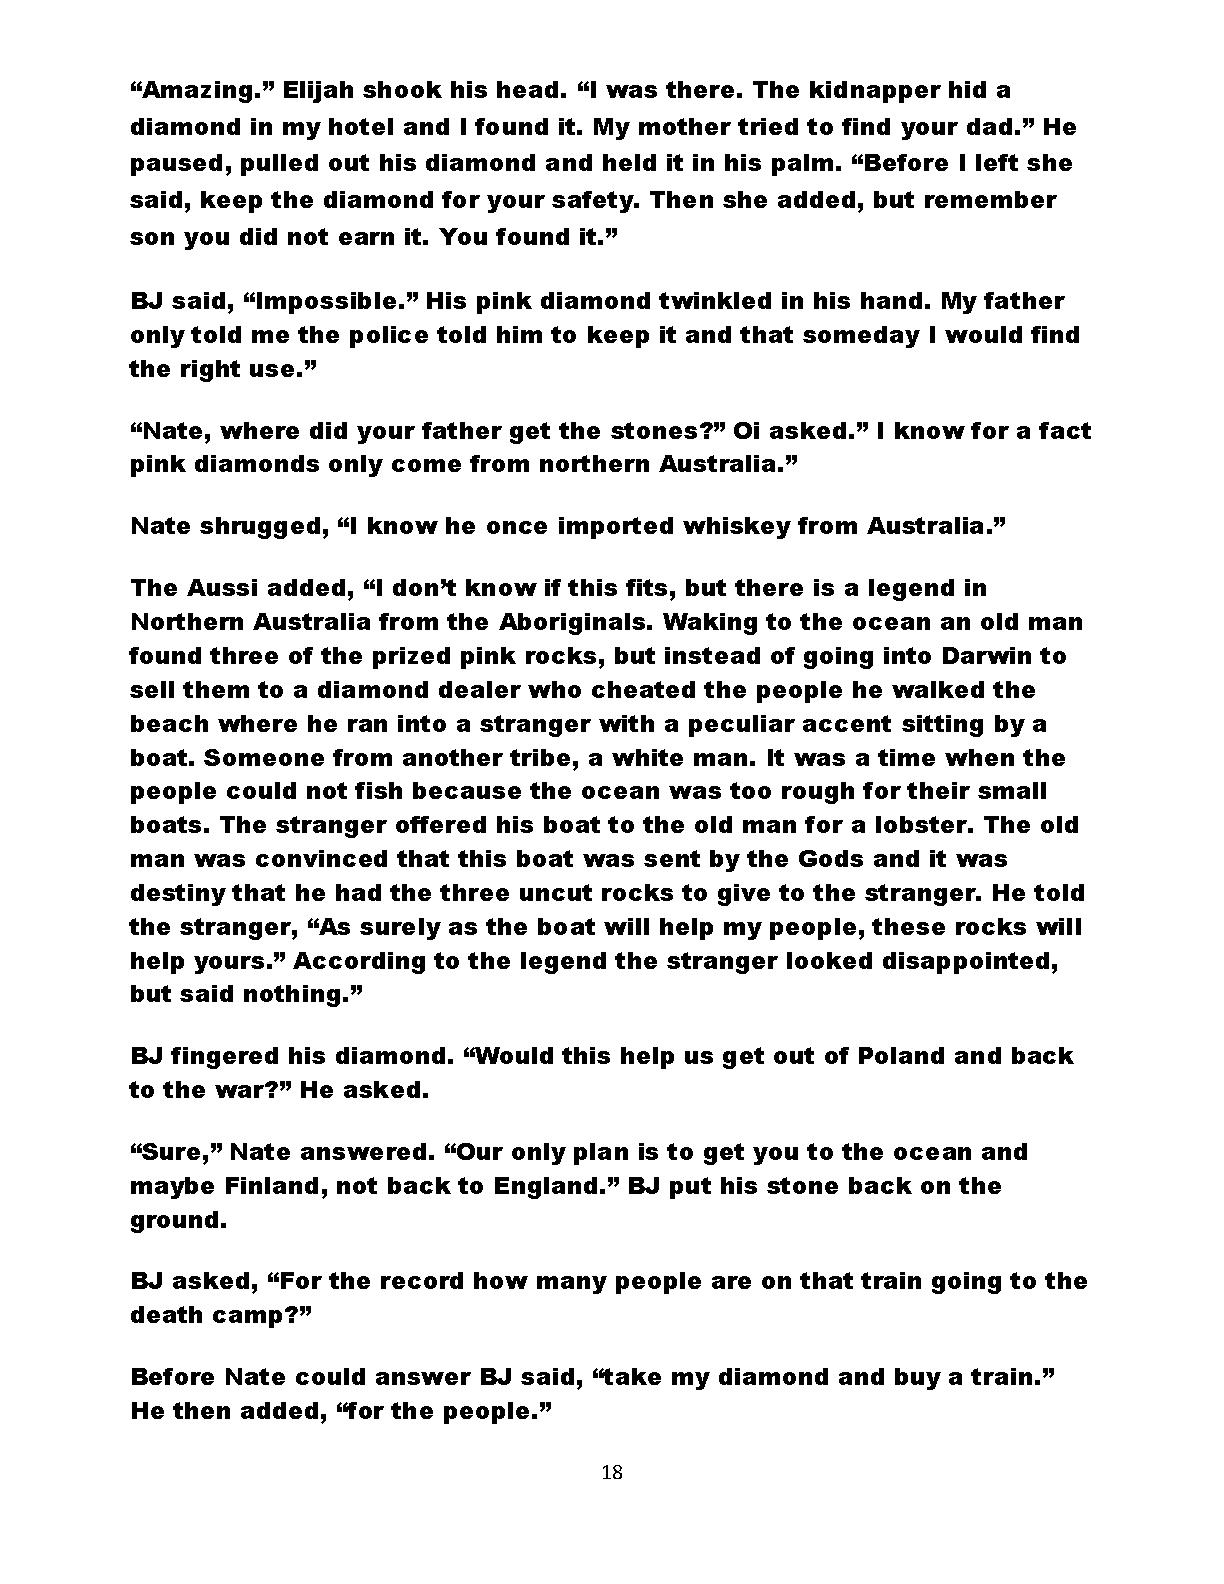 “Amazing.” Elijah shook his head. “I was there. The kidnapper hid a
diamond in my hotel and I found it. My mother tried to find your dad.” He
paused, pulled out his diamond and held it in his palm. “Before I left she
said, keep the diamond for your safety. Then she added, but remember
son you did not earn it. You found it.”
BJ said, “Impossible.” His pink diamond twinkled in his hand. My father
only told me the police told him to keep it and that someday I would find
the right use.”
“Nate, where did your father get the stones?” Oi asked.” I know for a fact
pink diamonds only come from northern Australia.”
Nate shrugged, “I know he once imported whiskey from Australia.”
The Aussi added, “I don’t know if this fits, but there is a legend in
Northern Australia from the Aboriginals. Waking to the ocean an old man
found three of the prized pink rocks, but instead of going into Darwin to
sell them to a diamond dealer who cheated the people he walked the
beach where he ran into a stranger with a peculiar accent sitting by a
boat. Someone from another tribe, a white man. It was a time when the
people could not fish because the ocean was too rough for their small
boats. The stranger offered his boat to the old man for a lobster. The old
man was convinced that this boat was sent by the Gods and it was
destiny that he had the three uncut rocks to give to the stranger. He told
the stranger, “As surely as the boat will help my people, these rocks will
help yours.” According to the legend the stranger looked disappointed,
but said nothing.”
BJ fingered his diamond. “Would this help us get out of Poland and back
to the war?” He asked.
“Sure,” Nate answered. “Our only plan is to get you to the ocean and
maybe Finland, not back to England.” BJ put his stone back on the
ground.
BJ asked, “For the record how many people are on that train going to the
death camp?”
Before Nate could answer BJ said, “take my diamond and buy a train.”
He then added, “for the people.”
18